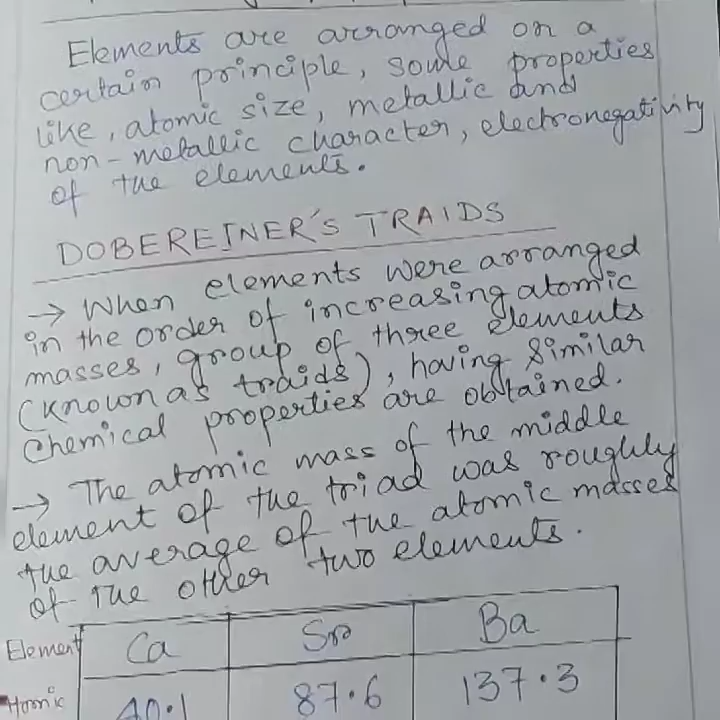 Elements are arranged on a
certain principle, some properties
like, atomic size, metallic and
non-metallic character, electronegativity
of the elements.
DOBEREINER'S TRAIDS
→ When elements were arranged
in the order of increasing atomic
masses, group of three elements
(known as traids), having similar
chemical properties are obtained.
→ The atomic mass of the middle
element of the triad was roughly
the average of the atomic masses
of the other two elements.
Element Ca Sr Ba
Atomic 40.1 87.6 137.3